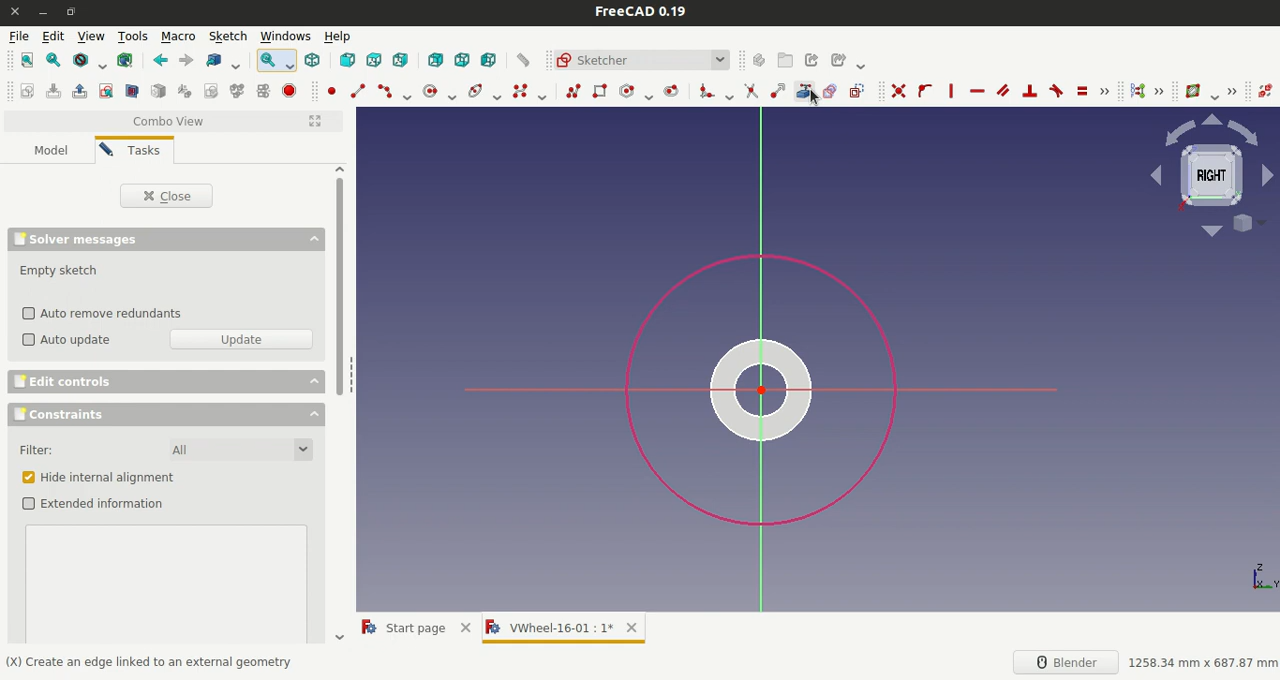 FreeCAD 0.19
File Edit View Tools Macro Sketch Windows Help
Sketcher
Combo View
Model Tasks
Close
RIGHT
Solver messages
Empty sketch
Auto remove redundants
Auto update Update
Edit controls
Constraints
Filter: All
Hide internal alignment
Extended information
Z
X Y
Start page VWheel-16-01 : 1*
(X) Create an edge linked to an external geometry Blender 1258.34 mm x 687.87 mm